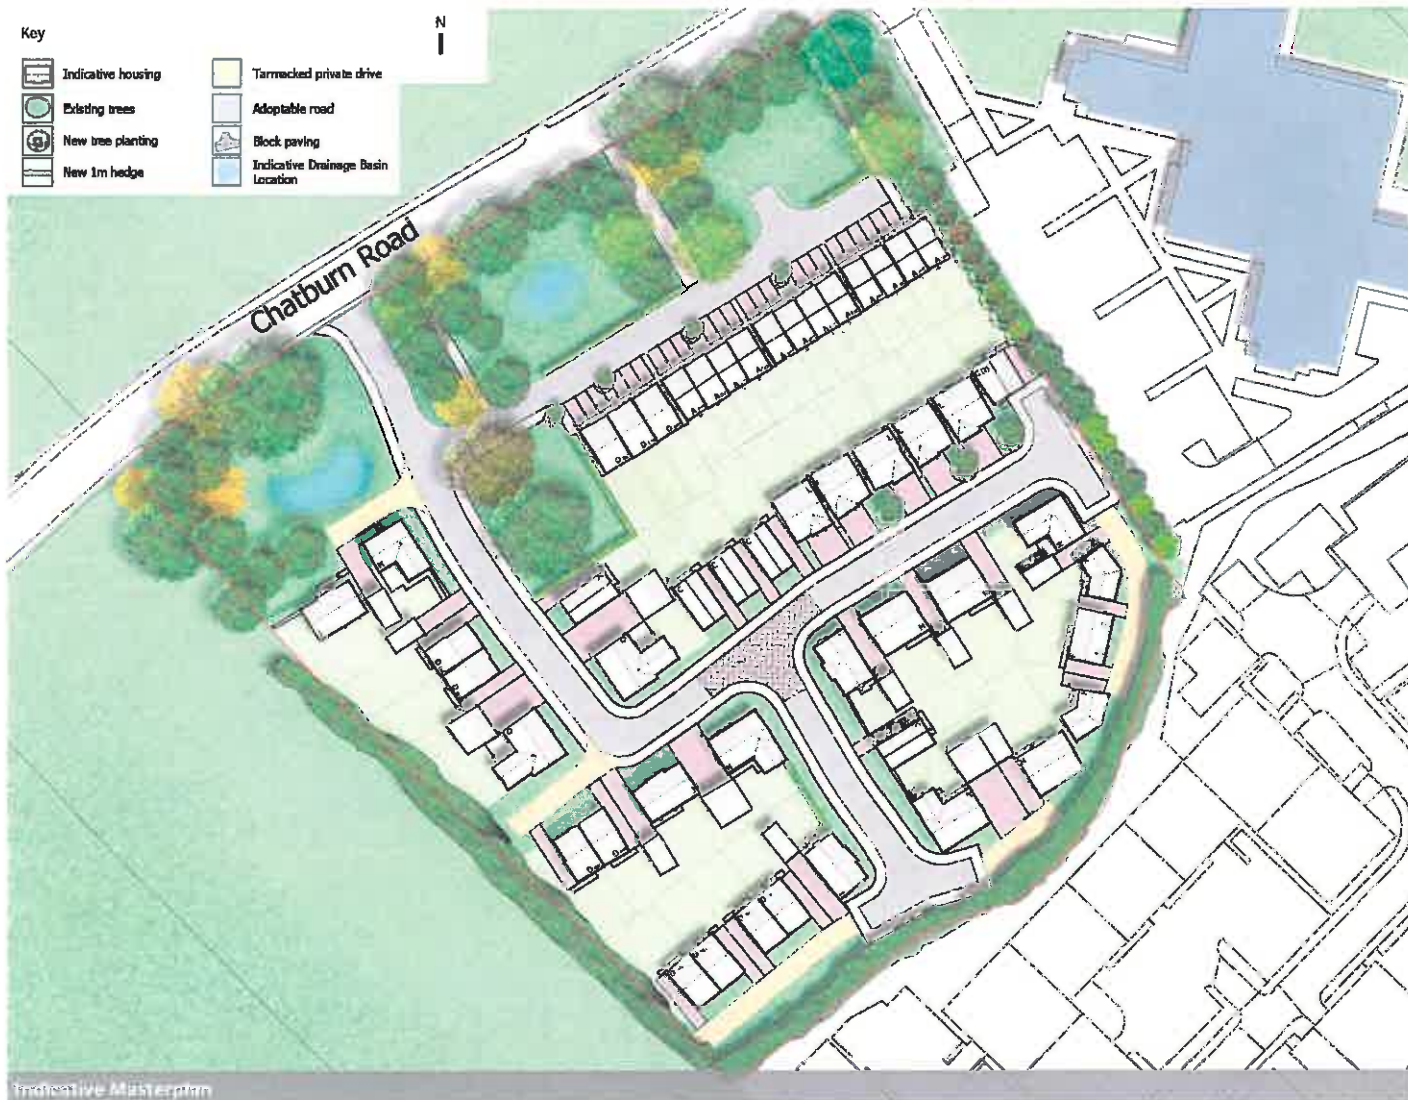 Key
N
Indicative housing
Existing trees
New tree planting
New 1m hedge
Tarmacked private drive
Adoptable road
Block paving
Indicative Drainage Basin
Location
Chatburn Road
Indicative Masterplan